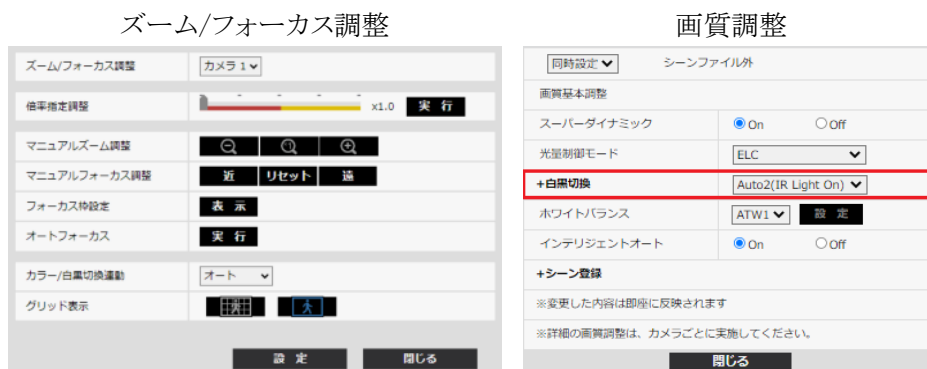 ズーム/フォーカス調整
ズーム/フォーカス調整 カメラ 1
倍率指定調整 x1.0 実 行
マニュアルズーム調整
マニュアルフォーカス調整 近 リセット 遠
フォーカス枠設定 表 示
オートフォーカス 実 行
カラー/白黒切換連動 オート
グリッド表示
設 定 閉じる
画質調整
同時設定 シーンファイル外
画質基本調整
スーパーダイナミック On Off
光量制御モード ELC
+白黒切換 Auto2(IR Light On)
ホワイトバランス ATW1 設 定
インテリジェントオート On Off
+シーン登録
※変更した内容は即座に反映されます
※詳細の画質調整は、カメラごとに実施してください。
閉じる